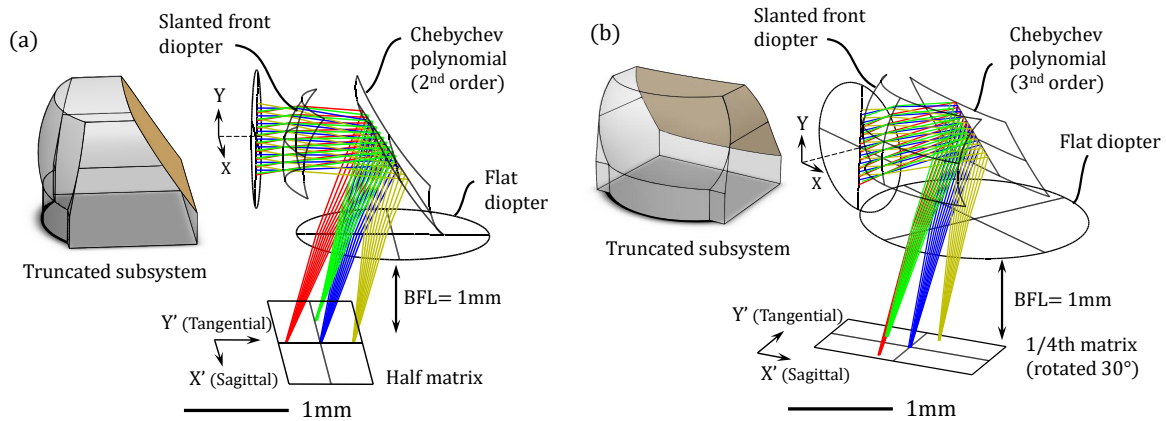 (a)
Slanted front
diopter
Chebychev
polynomial
(2nd order)
Y
X
Flat
diopter
Truncated subsystem
BFL= 1mm
Y' (Tangential)
X' (Sagittal)
Half matrix
1mm
(b)
Slanted front
diopter
Chebychev
polynomial
(3rd order)
Flat diopter
Y
X
Truncated subsystem
BFL= 1mm
Y' (Tangential)
X' (Sagittal)
1/4th matrix
(rotated 30°)
1mm